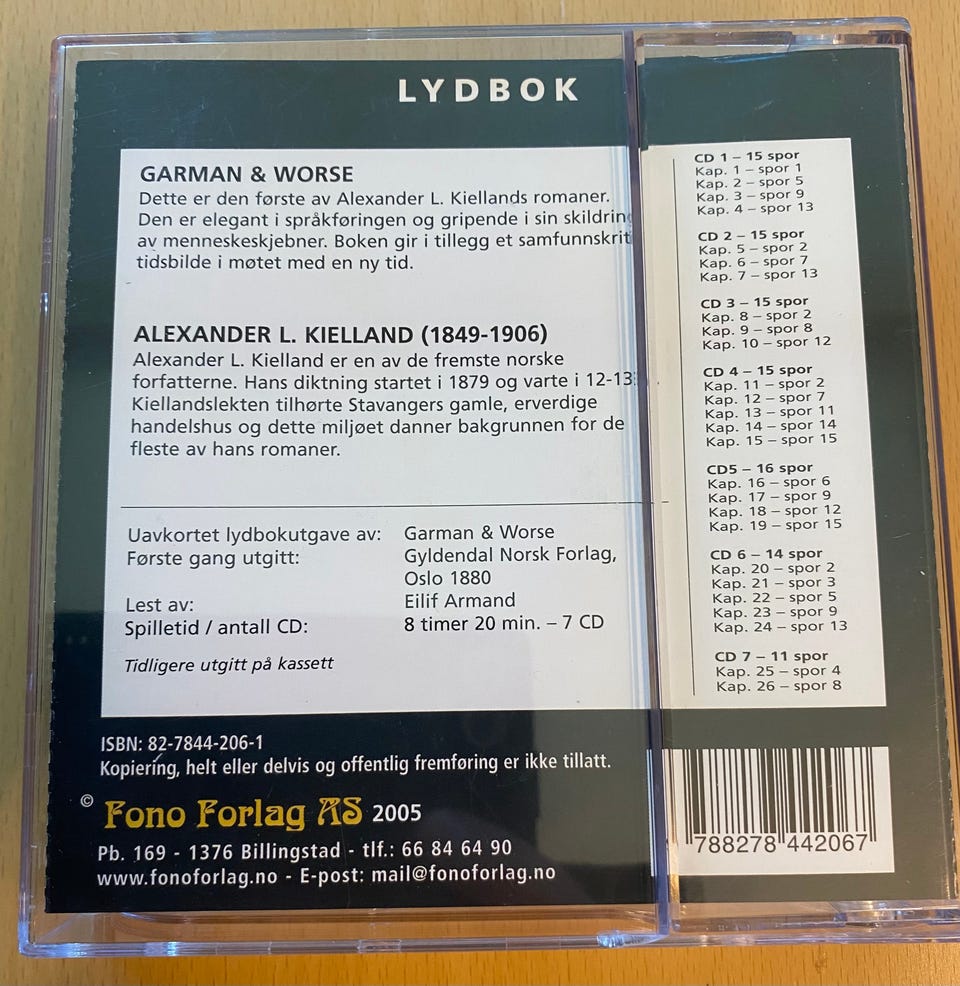 LYDBOK
GARMAN & WORSE
Dette er den første av Alexander L. Kiellands romaner.
Den er elegant i språkføringen og gripende i sin skildring
av menneskeskjebner. Boken gir i tillegg et samfunnskrit
tidsbilde i møtet med en ny tid.
ALEXANDER L. KIELLAND (1849-1906)
Alexander L. Kielland er en av de fremste norske
forfatterne. Hans diktning startet i 1879 og varte i 12-13
Kiellandslekten tilhørte Stavangers gamle, erverdige
handelshus og dette miljøet danner bakgrunnen for de
fleste av hans romaner.
Uavkortet lydbokutgave av: Garman & Worse
Første gang utgitt: Gyldendal Norsk Forlag,
Oslo 1880
Lest av: Eilif Armand
Spilletid / antall CD: 8 timer 20 min. – 7 CD
Tidligere utgitt på kassett
ISBN: 82-7844-206-1
Kopiering, helt eller delvis og offentlig fremføring er ikke tillatt.
© Fono Forlag AS 2005
Pb. 169 - 1376 Billingstad - tlf.: 66 84 64 90
www.fonoforlag.no - E-post: mail@fonoforlag.no
CD 1 – 15 spor
Kap. 1 – spor 1
Kap. 2 – spor 5
Kap. 3 – spor 9
Kap. 4 – spor 13
CD 2 – 15 spor
Kap. 5 – spor 2
Kap. 6 – spor 7
Kap. 7 – spor 13
CD 3 – 15 spor
Kap. 8 – spor 2
Kap. 9 – spor 8
Kap. 10 – spor 12
CD 4 – 15 spor
Kap. 11 – spor 2
Kap. 12 – spor 7
Kap. 13 – spor 11
Kap. 14 – spor 14
Kap. 15 – spor 15
CD5 – 16 spor
Kap. 16 – spor 6
Kap. 17 – spor 9
Kap. 18 – spor 12
Kap. 19 – spor 15
CD 6 – 14 spor
Kap. 20 – spor 2
Kap. 21 – spor 3
Kap. 22 – spor 5
Kap. 23 – spor 9
Kap. 24 – spor 13
CD 7 – 11 spor
Kap. 25 – spor 4
Kap. 26 – spor 8
788278 442067